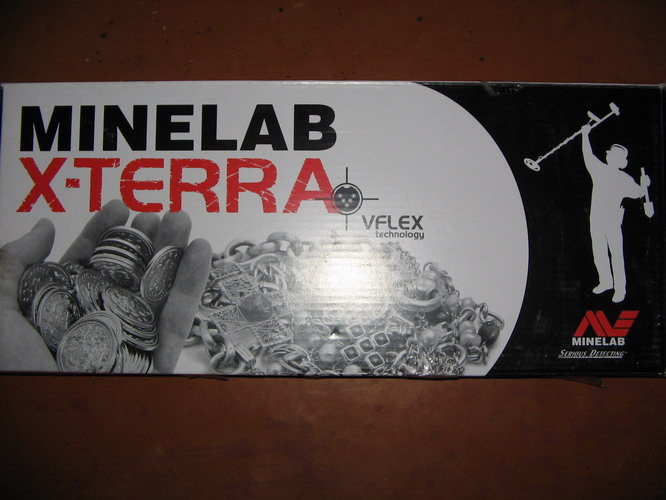 MINELAB
X-TERRA
VFLEX
technology
MINELAB
SERIOUS DETECTING